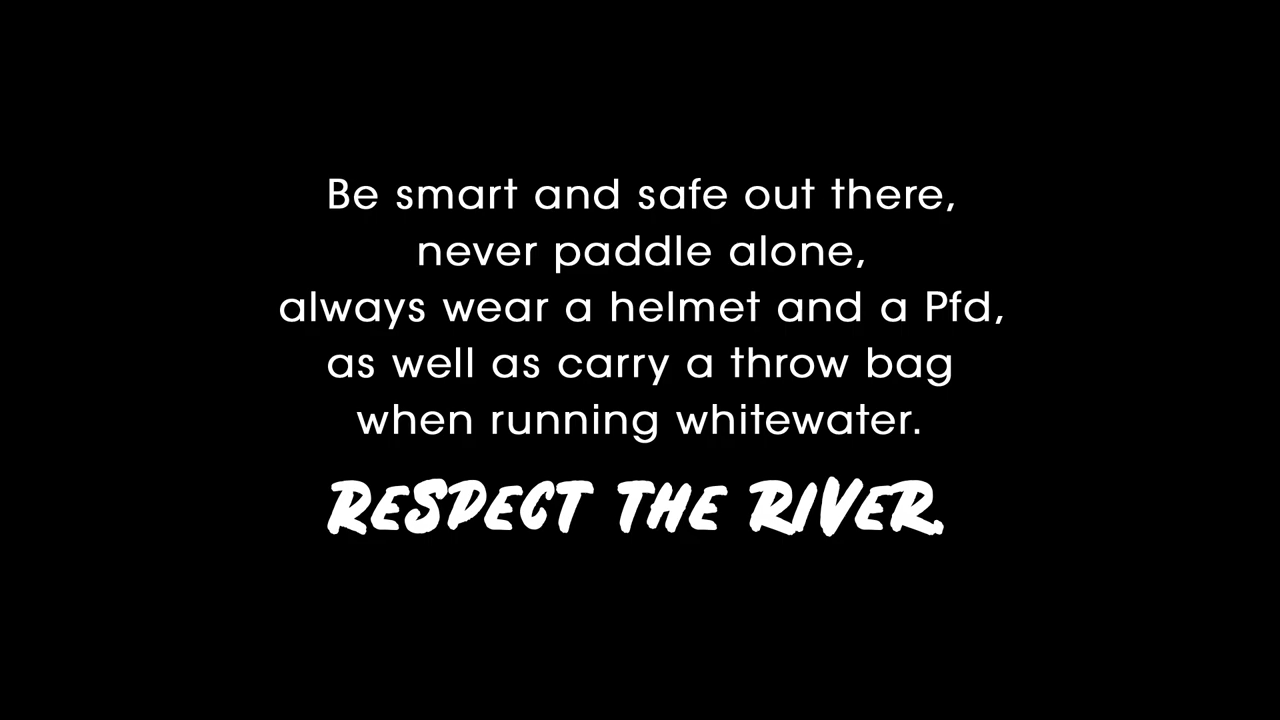 Be smart and safe out there,
never paddle alone,
always wear a helmet and a Pfd,
as well as carry a throw bag
when running whitewater.
RESPECT THE RIVER.